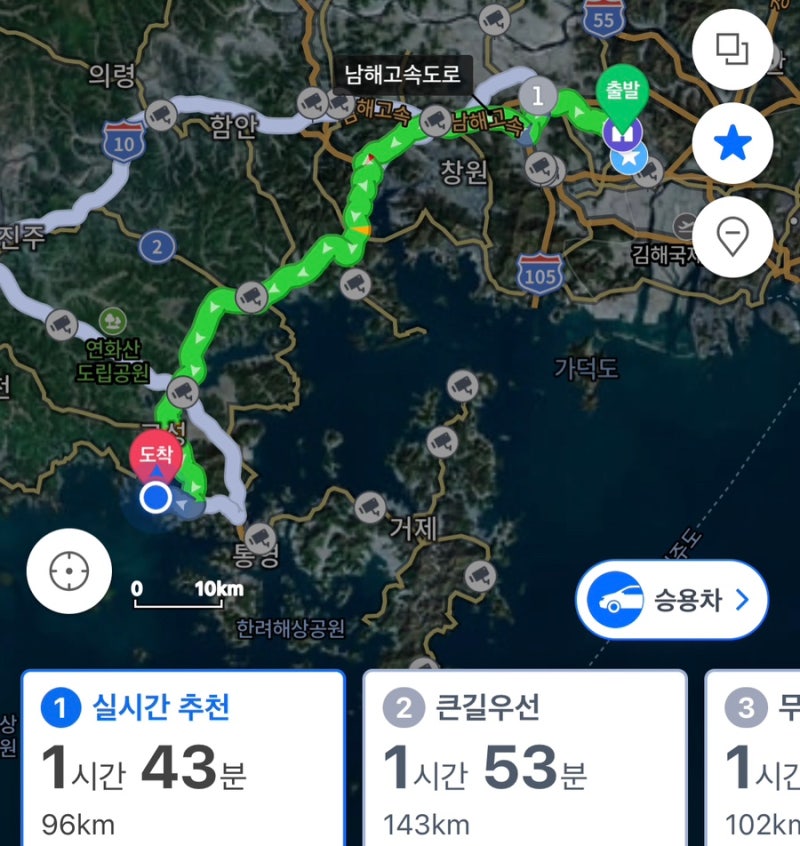 55
의령
남해고속도로
출발
1
남해고속
함안
남해고속
10
창원
진주
2
김해국제
105
연화산
도립공원
가덕도
고성
도착
거제
통영
0 10km
승용차
한려해상공원
1 실시간 추천
1시간 43분
96km
2 큰길우선
1시간 53분
143km
3 무
1시간
102km